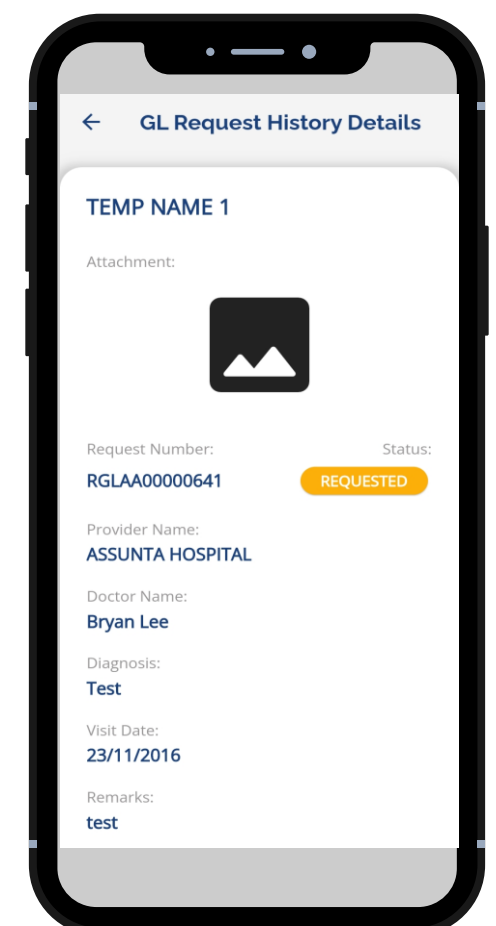 GL Request History Details
TEMP NAME 1
Attachment:
Request Number: Status:
RGLAA00000641 REQUESTED
Provider Name:
ASSUNTA HOSPITAL
Doctor Name:
Bryan Lee
Diagnosis:
Test
Visit Date:
23/11/2016
Remarks:
test